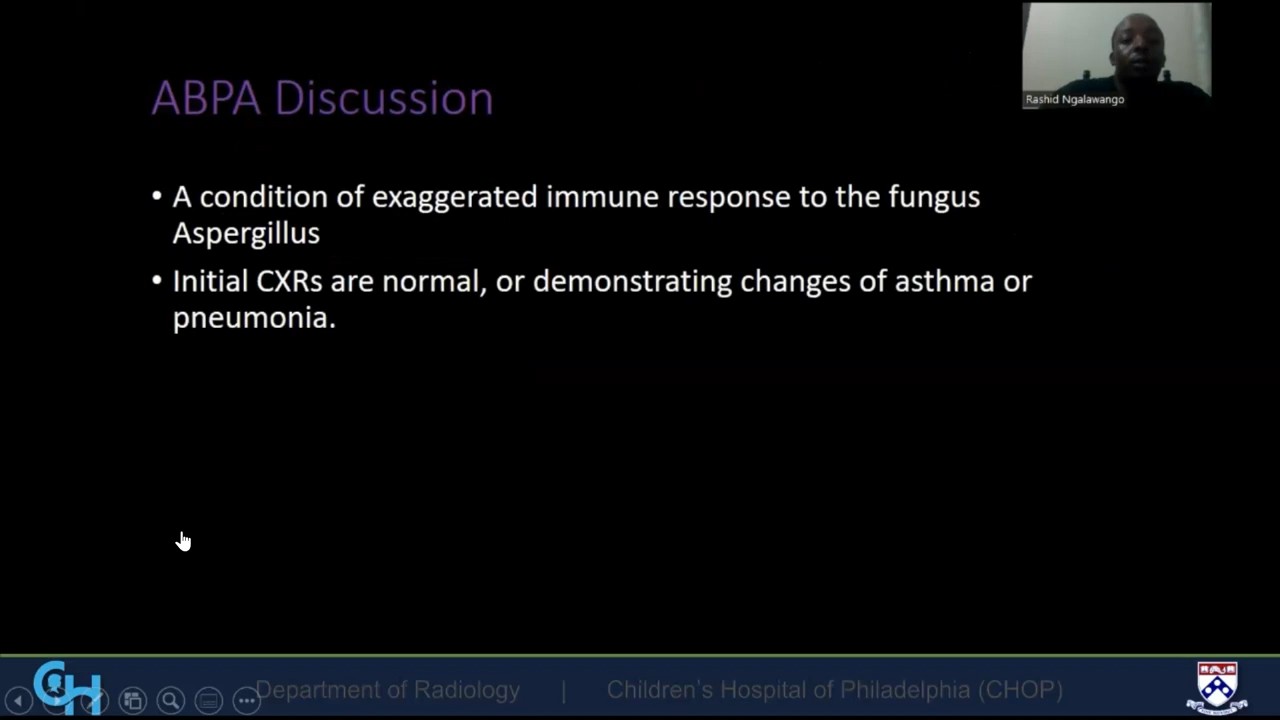 Rashid Ngalawango
ABPA Discussion
• A condition of exaggerated immune response to the fungus
Aspergillus
• Initial CXRs are normal, or demonstrating changes of asthma or
pneumonia.
CH
Department of Radiology | Children's Hospital of Philadelphia (CHOP)